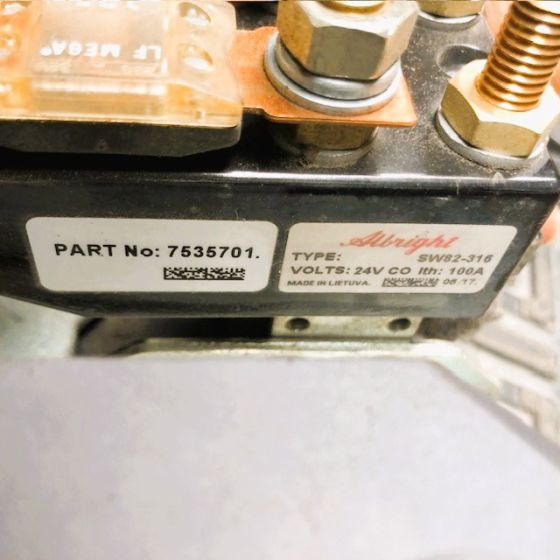 LF MEGA®
PART No: 7535701.
Albright
TYPE: SW82-316
VOLTS: 24V CO Ith: 100A
MADE IN LIETUVA. 06/17.